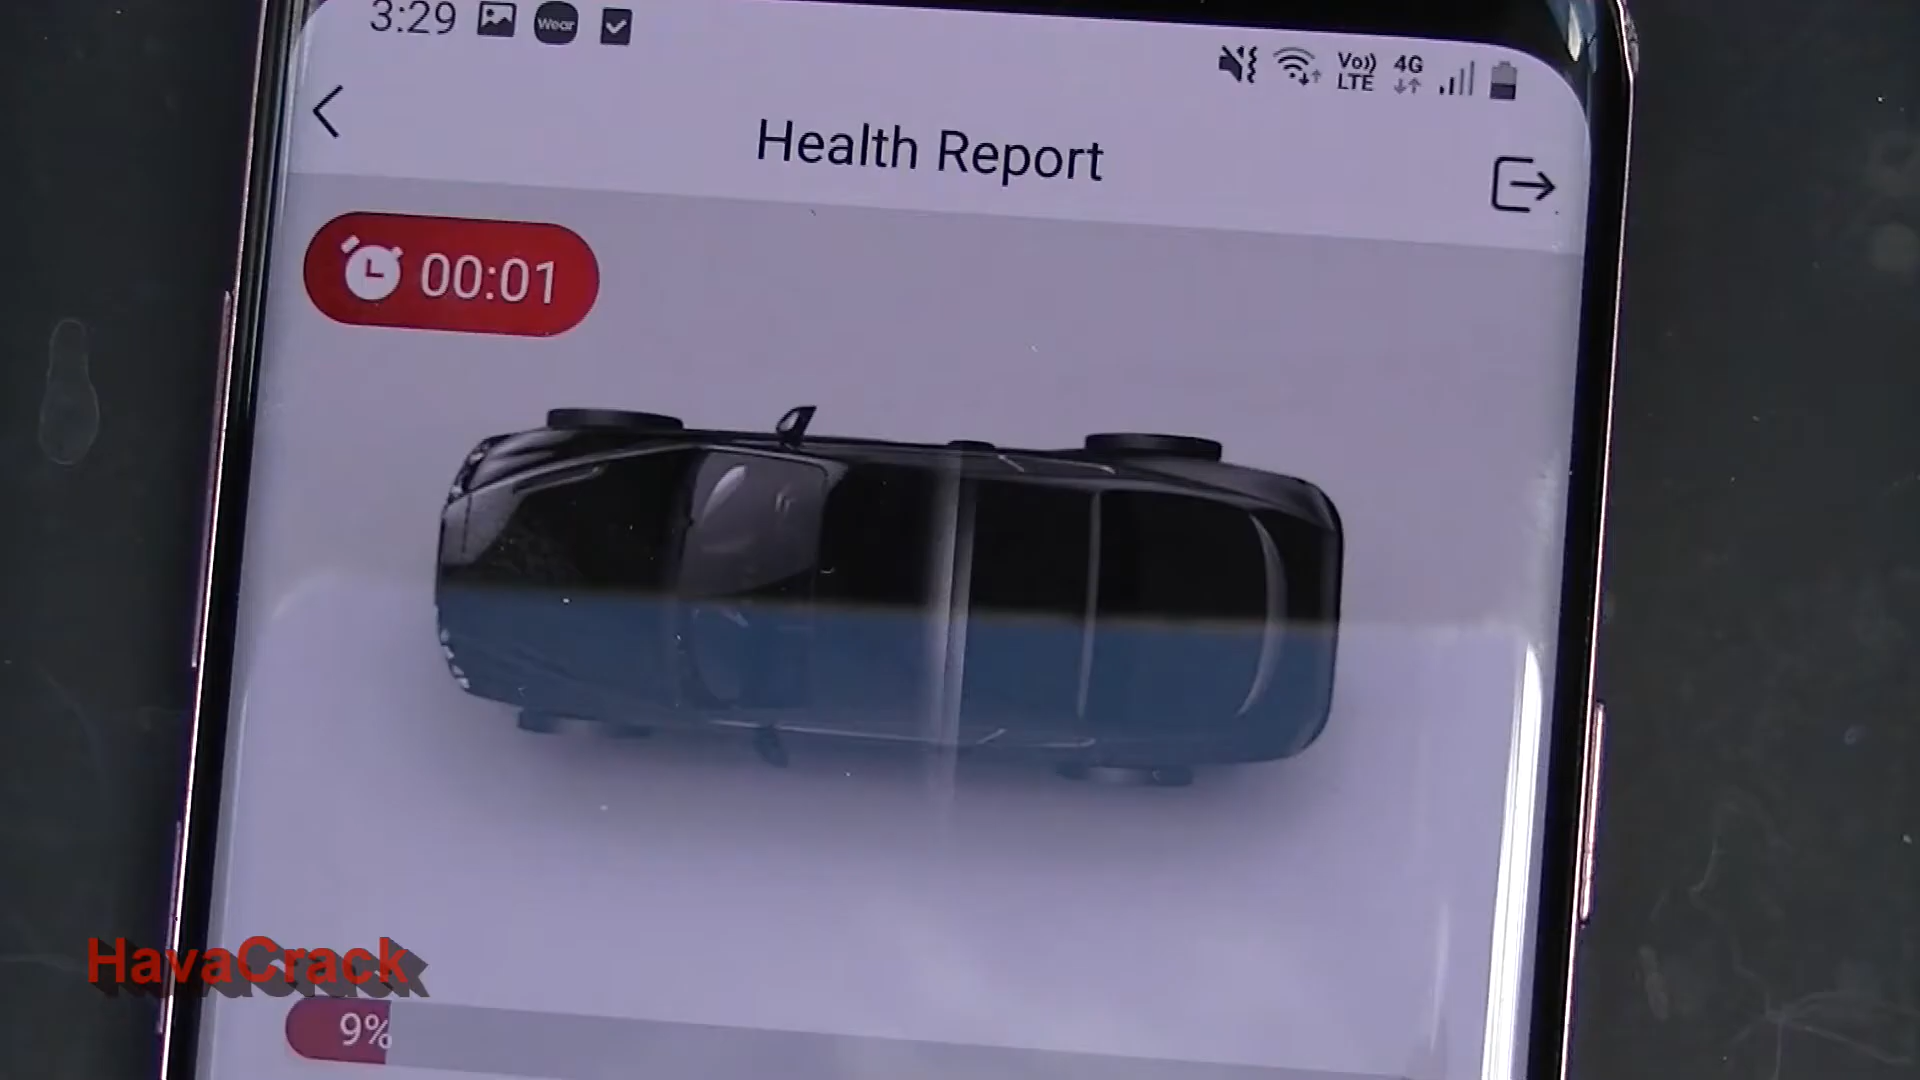 3:29
Wear
Vo))
LTE
4G
Health Report
00:01
HavaCrack
9%